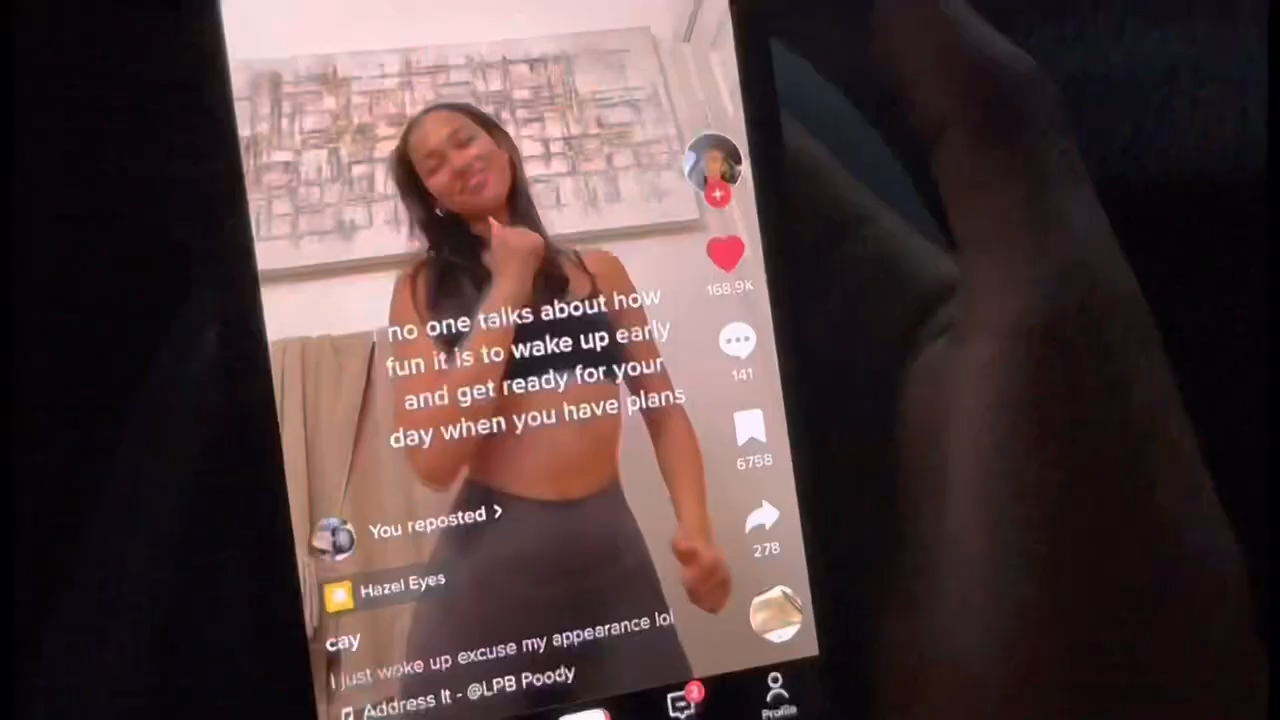 no one talks about how
fun it is to wake up early
and get ready for your
day when you have plans
168.9K
141
6758
278
You reposted >
Hazel Eyes
cay
I just woke up excuse my appearance lol
Address It - @LPB Poody
2
Profile